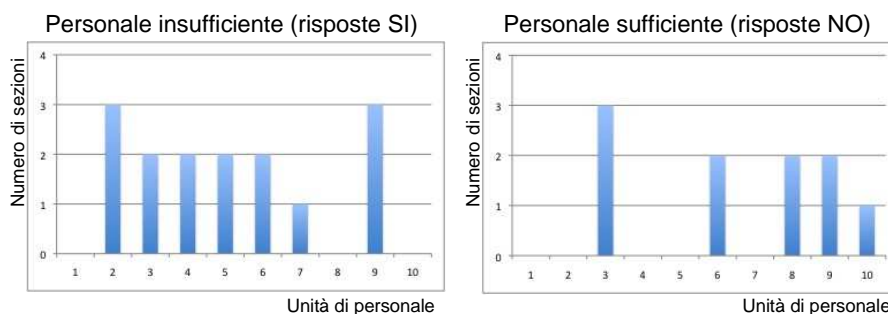 Personale insufficiente (risposte SI)
Numero di sezioni
4
3
2
1
0
1 2 3 4 5 6 7 8 9 10
Unità di personale
Personale sufficiente (risposte NO)
Numero di sezioni
4
3
2
1
0
1 2 3 4 5 6 7 8 9 10
Unità di personale